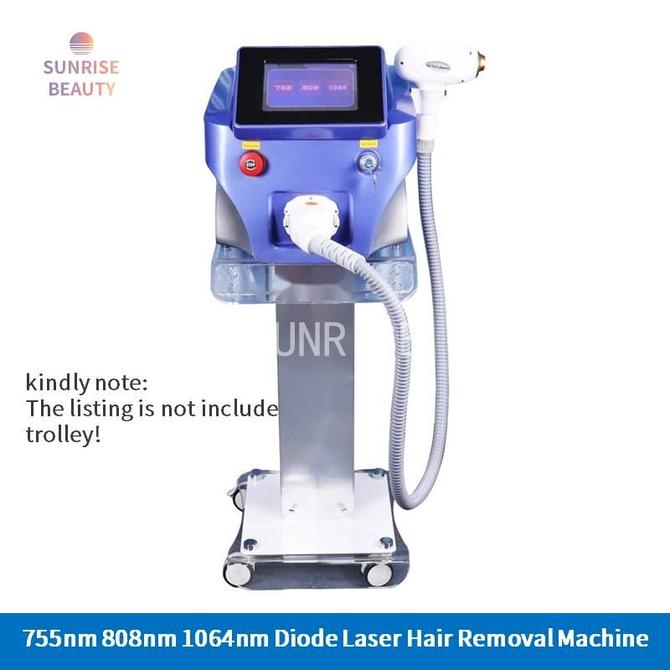 SUNRISE
BEAUTY
755 808 1064
STOP
UNR
kindly note:
The listing is not include
trolley!
755nm 808nm 1064nm Diode Laser Hair Removal Machine